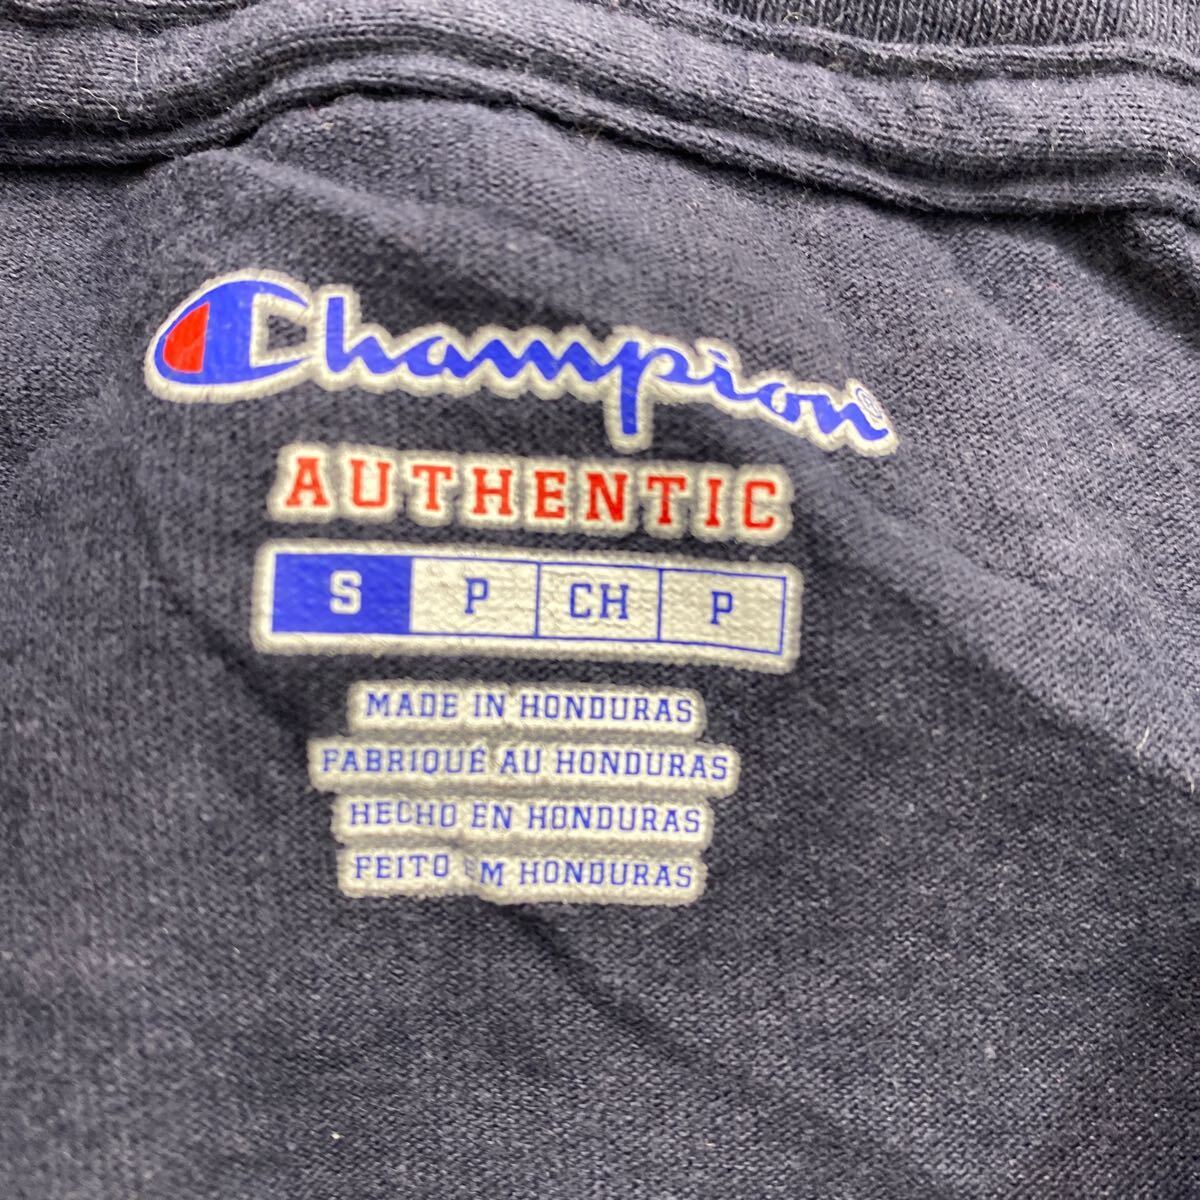 Champion®
AUTHENTIC
S P CH P
MADE IN HONDURAS
FABRIQUÉ AU HONDURAS
HECHO EN HONDURAS
FEITO EM HONDURAS